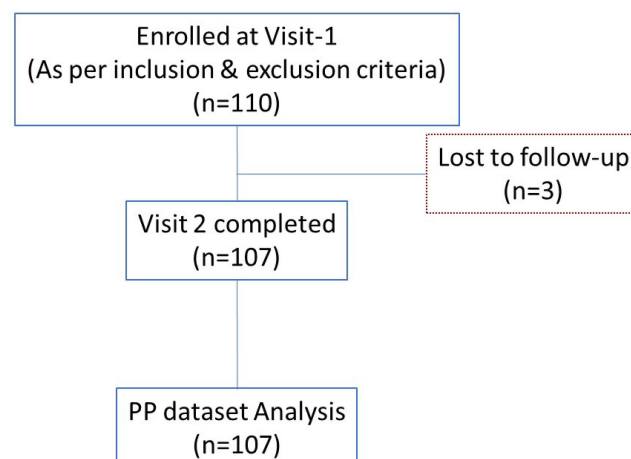 Enrolled at Visit-1
(As per inclusion & exclusion criteria)
(n=110)
Lost to follow-up
(n=3)
Visit 2 completed
(n=107)
PP dataset Analysis
(n=107)